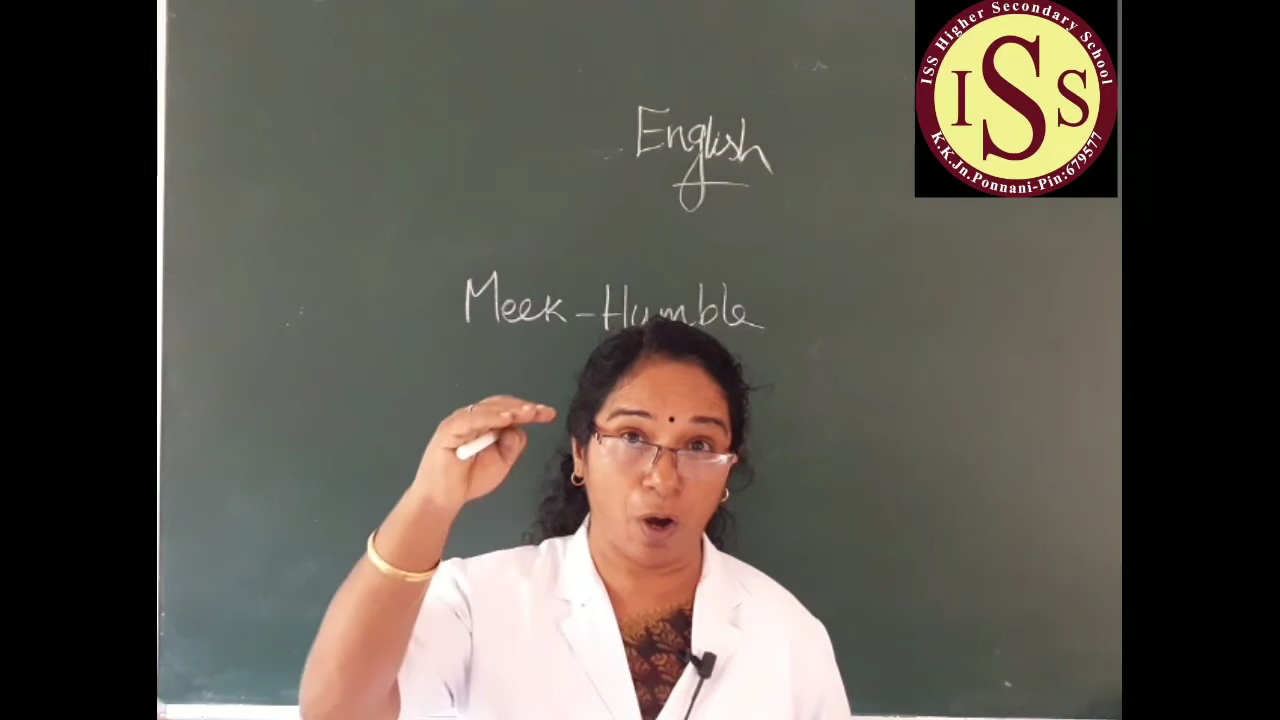 English
Meek - Humble
ISS Higher Secondary School
ISS
K.K.Jn.Ponnani-Pin:679577